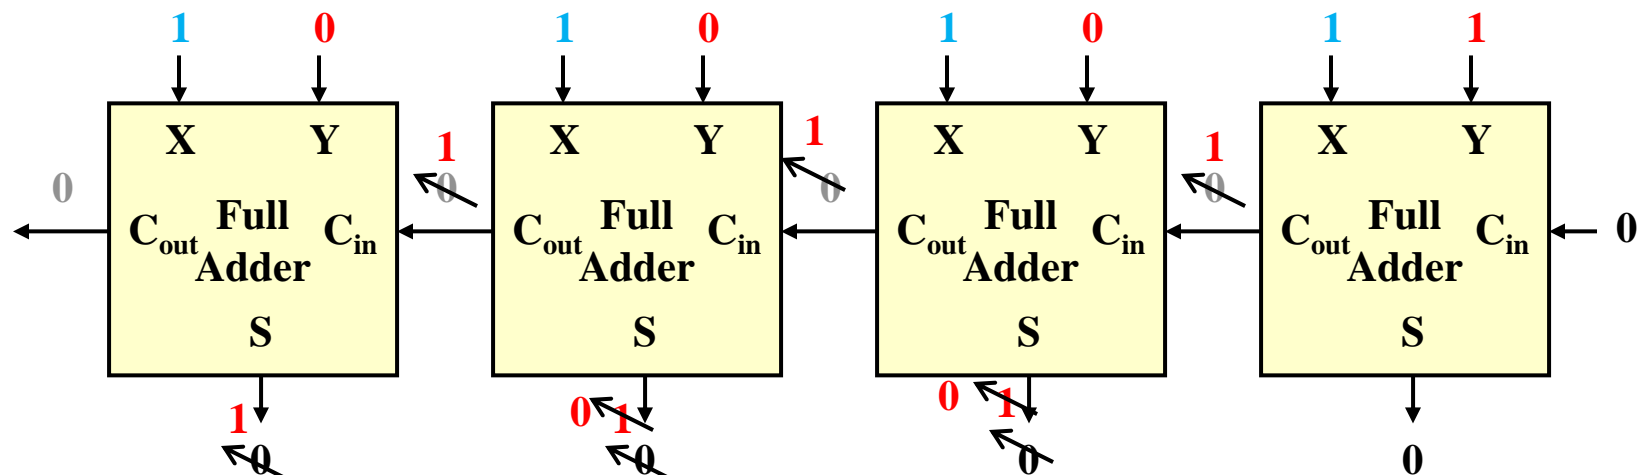 1 0 1 0 1 0 1 1
X Y X Y X Y X Y
1 1 1
0 0 0 0
Cout Full Cin Cout Full Cin Cout Full Cin Cout Full Cin 0
Adder Adder Adder Adder
S S S S
1 0 1 0 1
0 0 0 0